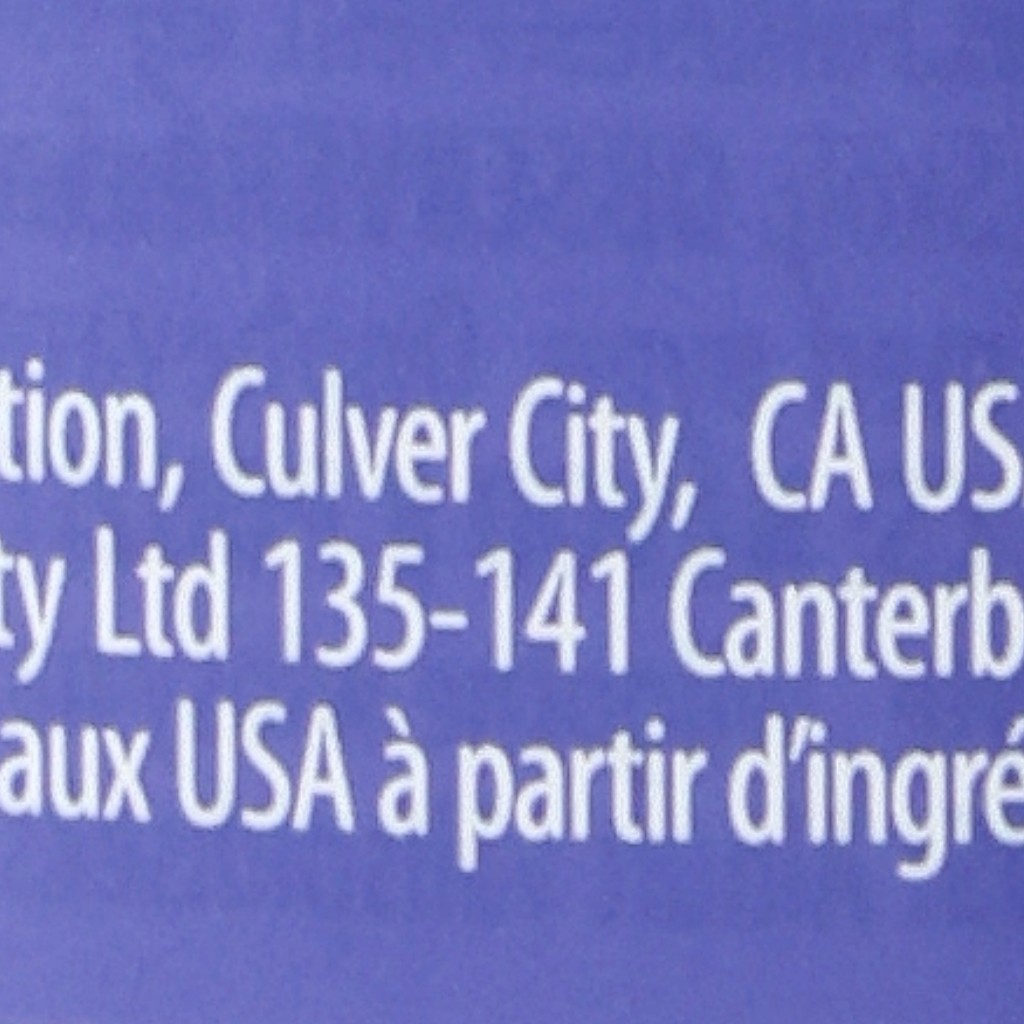 tion, Culver City, CA US
ty Ltd 135-141 Canterb
aux USA à partir d'ingré